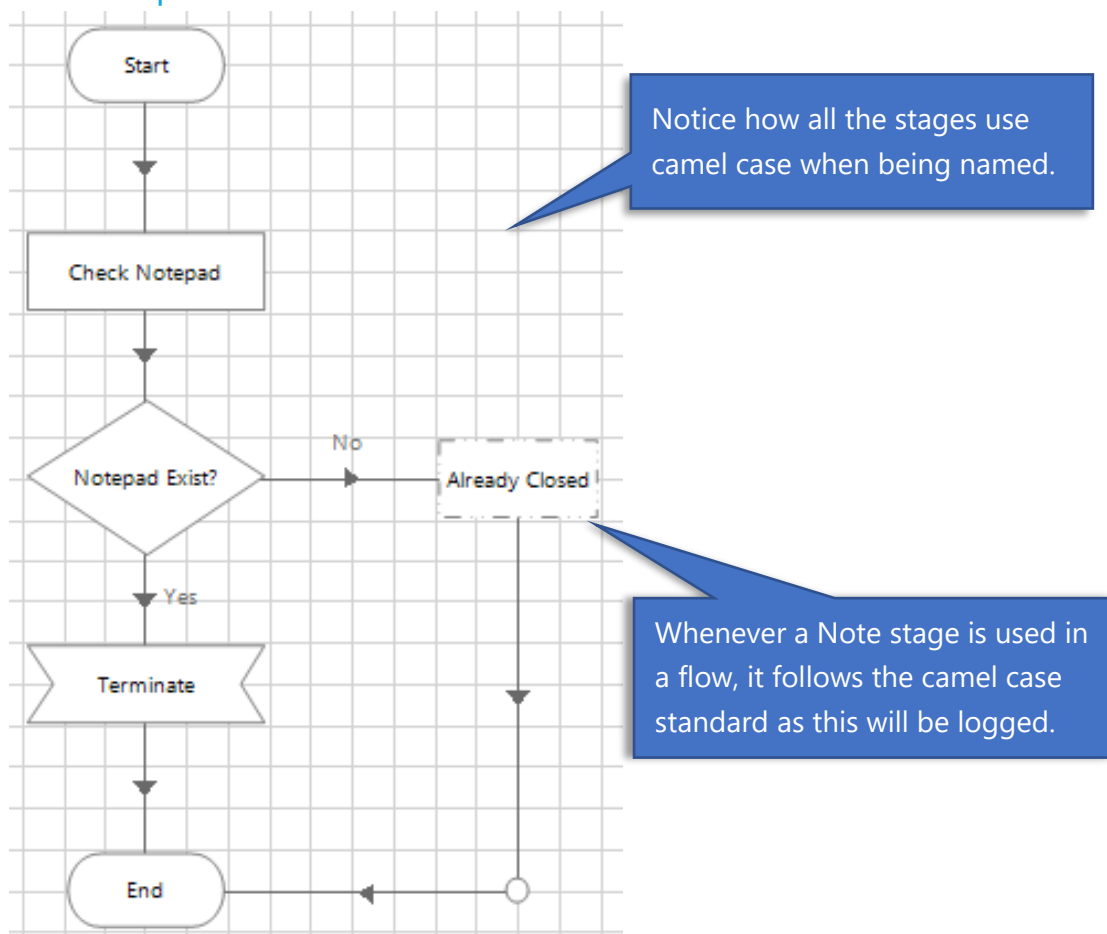 Start
Notice how all the stages use
camel case when being named.
Check Notepad
No
Notepad Exist?
Already Closed
Yes
Whenever a Note stage is used in
a flow, it follows the camel case
standard as this will be logged.
Terminate
End